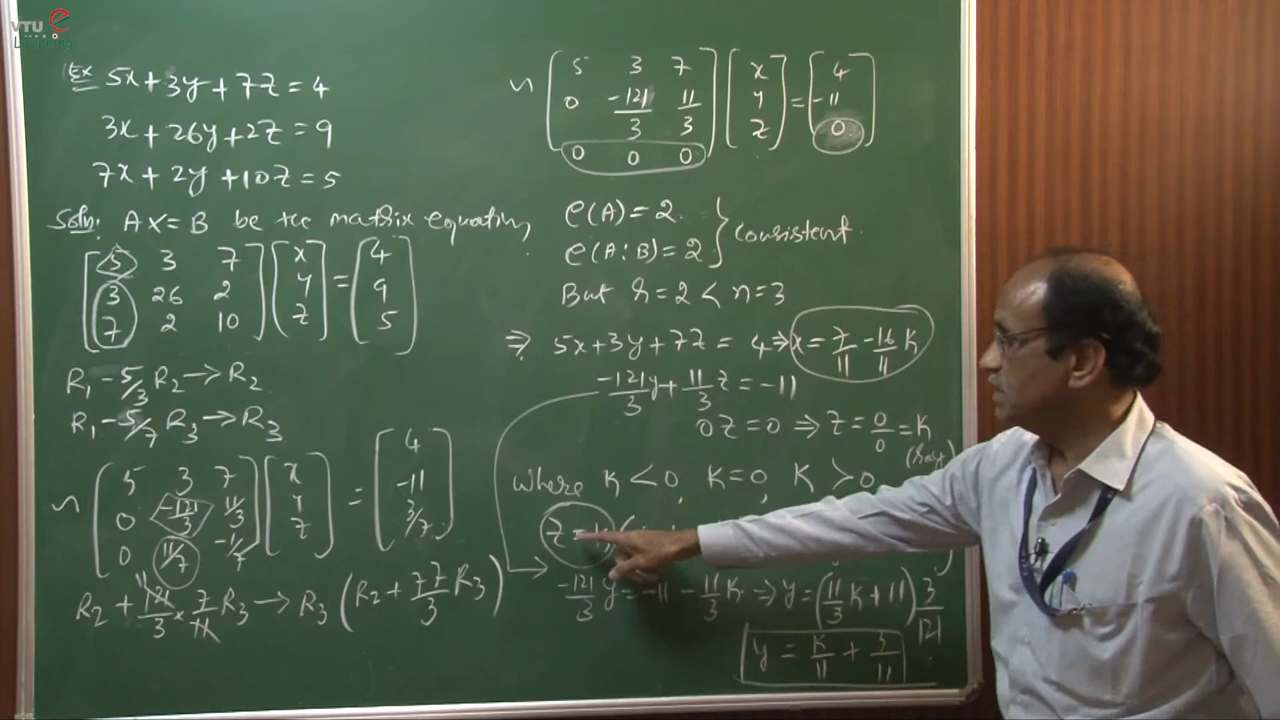 VTU e
Learning
Ex 5x + 3y + 7z = 4
3x + 26y + 2z = 9
7x + 2y + 10z = 5
Soln: AX = B be the matrix equation,
[5 3 7] [x] = [4]
[3 26 2] [y] [9]
[7 2 10] [z] [5]
R₁ - 5/3 R₂ → R₂
R₁ - 5/7 R₃ → R₃
~ [5 3 7] [x] = [4]
[0 -121/3 11/3] [y] [-11]
[0 11/7 -1/7] [z] [3/7]
R₂ + 121/3 × 7/11 R₃ → R₃ (R₂ + 77/3 R₃)
~ [5 3 7] [x] = [4]
[0 -121/3 11/3] [y] [-11]
[0 0 0] [z] [0]
ρ(A) = 2.
ρ(A:B) = 2 } consistent.
But r = 2 < n = 3
⇒ 5x + 3y + 7z = 4 ⇒ x = 7/11 - 16/11 k
-121/3 y + 11/3 z = -11
0z = 0 ⇒ z = 0/0 = k (say)
where k < 0, k = 0, k > 0
z =
-121/3 y = -11 - 11/3 k ⇒ y = (11/3 k + 11) 3/121
y = k/11 + 3/11